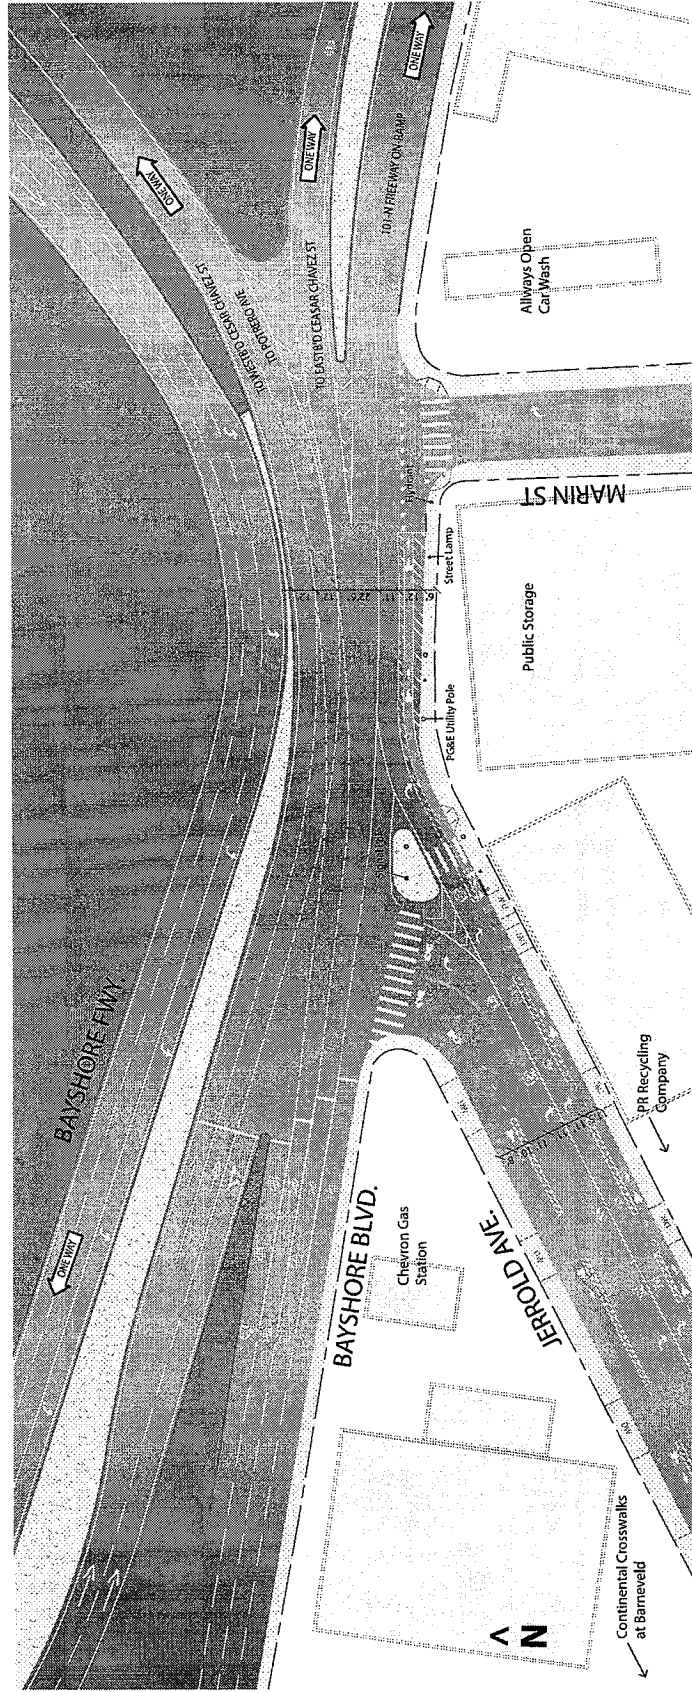 ONE WAY
ONE WAY
ONE WAY
101-N FREEWAY ON-RAMP
TO WESTB'D CESAR CHAVEZ ST
TO POTRERO AVE
TO EASTB'D CEASAR CHAVEZ ST
Allways Open
Car Wash
MARIN ST
Hydrant
Street Lamp
Public Storage
PG&E Utility Pole
BAYSHORE FWY.
PR Recycling
Company
ONE WAY
BAYSHORE BLVD.
Chevron Gas
Station
JERROLD AVE.
Continental Crosswalks
at Barneveld
N